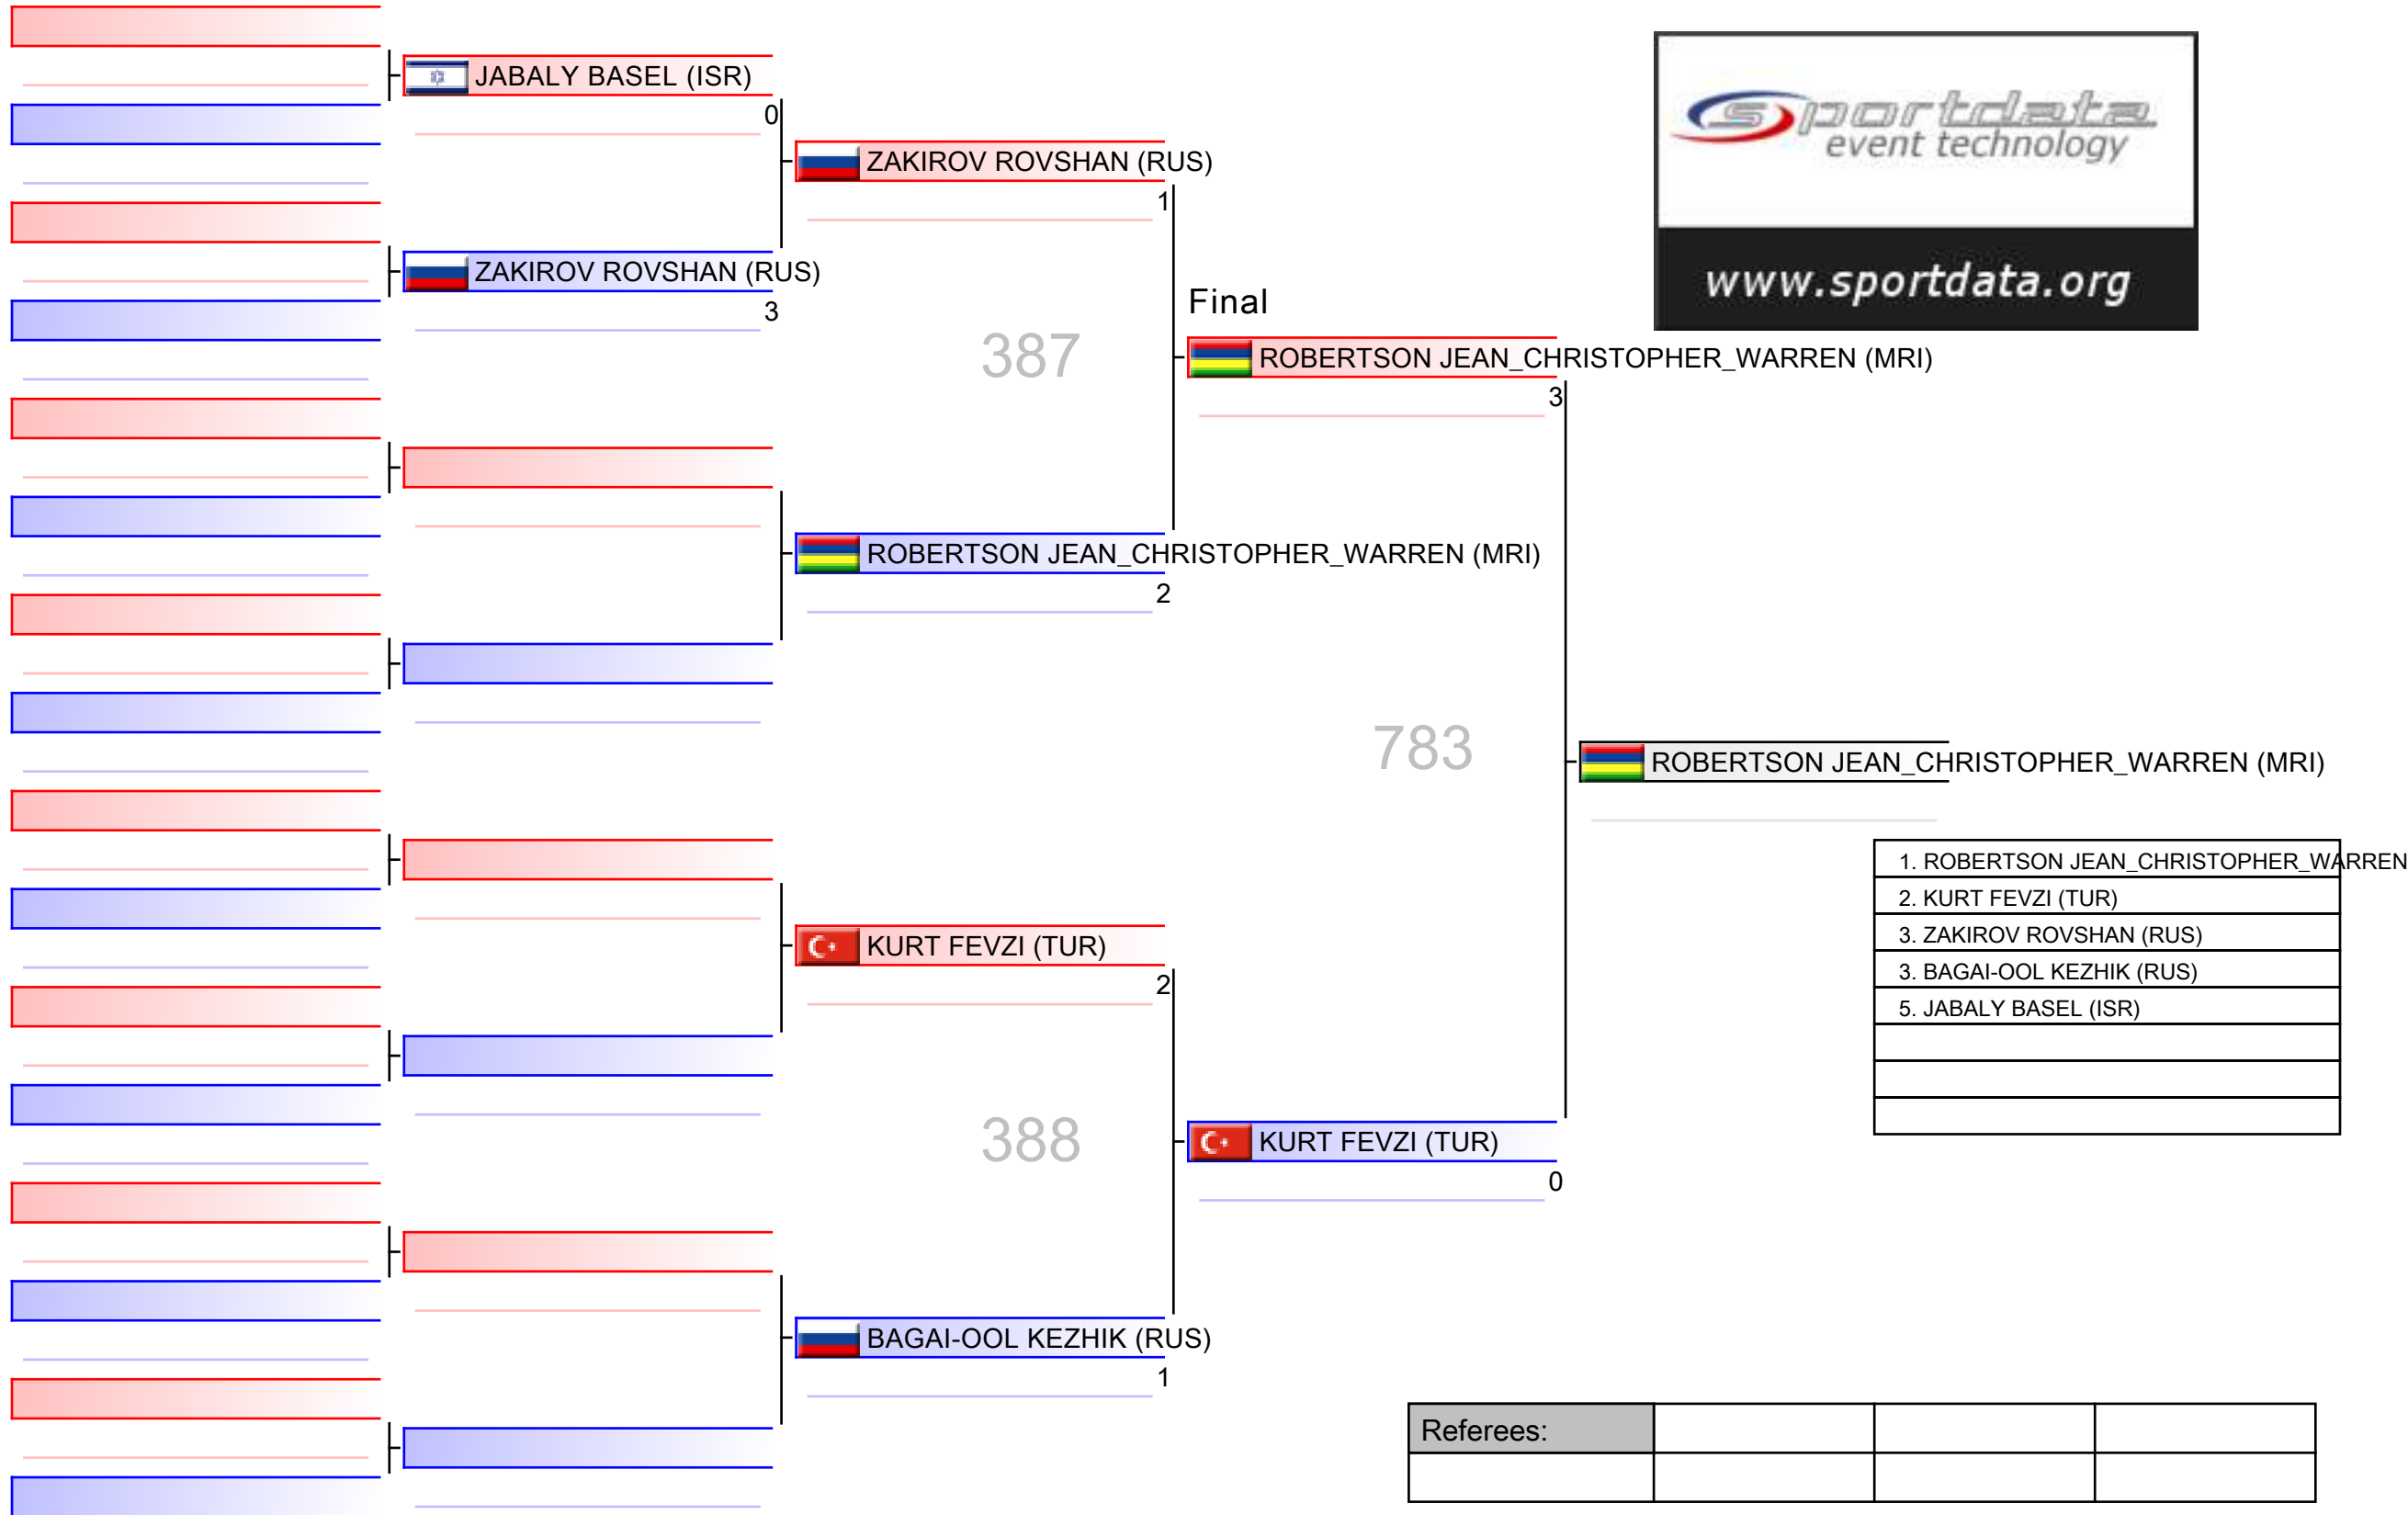 JABALY BASEL (ISR)
0
ZAKIROV ROVSHAN (RUS)
1
ZAKIROV ROVSHAN (RUS)
3
387
Final
ROBERTSON JEAN_CHRISTOPHER_WARREN (MRI)
3
ROBERTSON JEAN_CHRISTOPHER_WARREN (MRI)
2
783
ROBERTSON JEAN_CHRISTOPHER_WARREN (MRI)
KURT FEVZI (TUR)
2
388
KURT FEVZI (TUR)
0
BAGAI-OOL KEZHIK (RUS)
1
sportdata
event technology
www.sportdata.org
1. ROBERTSON JEAN_CHRISTOPHER_WARREN
2. KURT FEVZI (TUR)
3. ZAKIROV ROVSHAN (RUS)
3. BAGAI-OOL KEZHIK (RUS)
5. JABALY BASEL (ISR)
Referees: